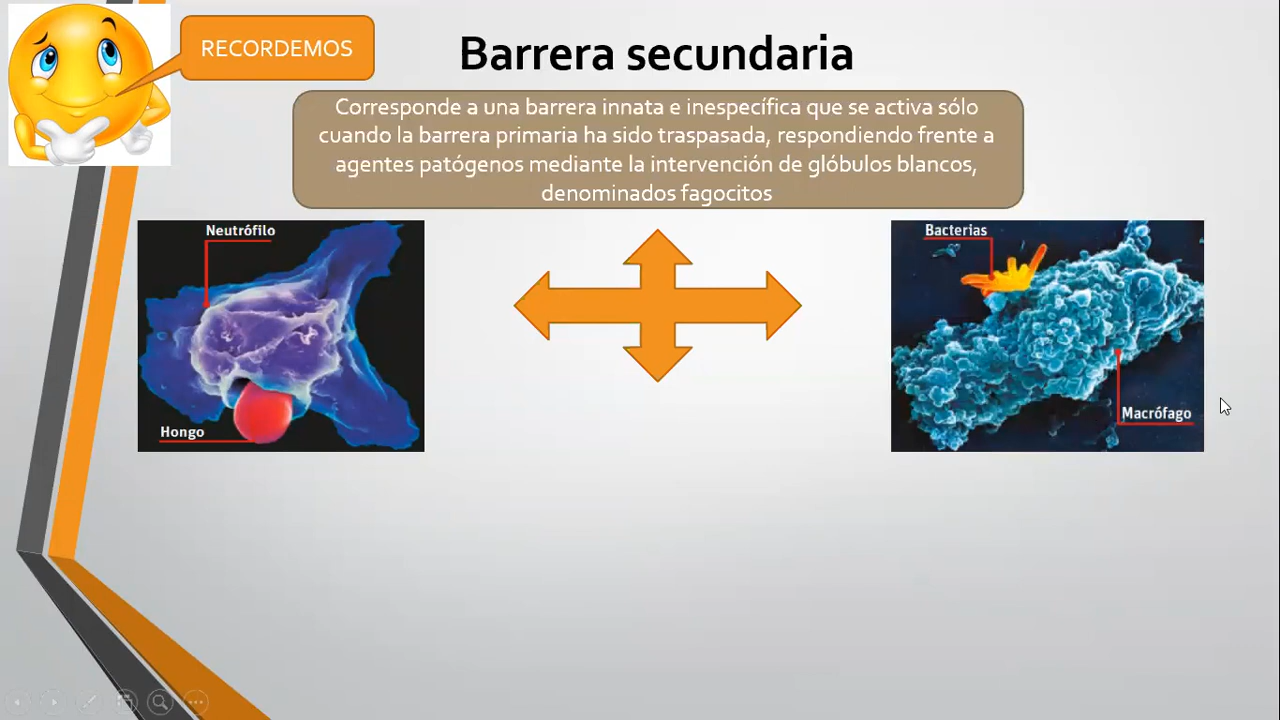 RECORDEMOS
Barrera secundaria
Corresponde a una barrera innata e inespecífica que se activa sólo
cuando la barrera primaria ha sido traspasada, respondiendo frente a
agentes patógenos mediante la intervención de glóbulos blancos,
denominados fagocitos
Neutrófilo
Hongo
Bacterias
Macrófago